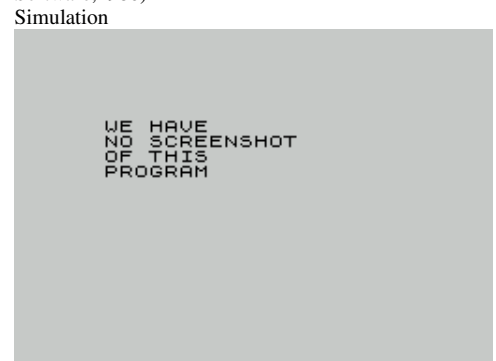 Simulation
WE HAVE
NO SCREENSHOT
OF THIS
PROGRAM